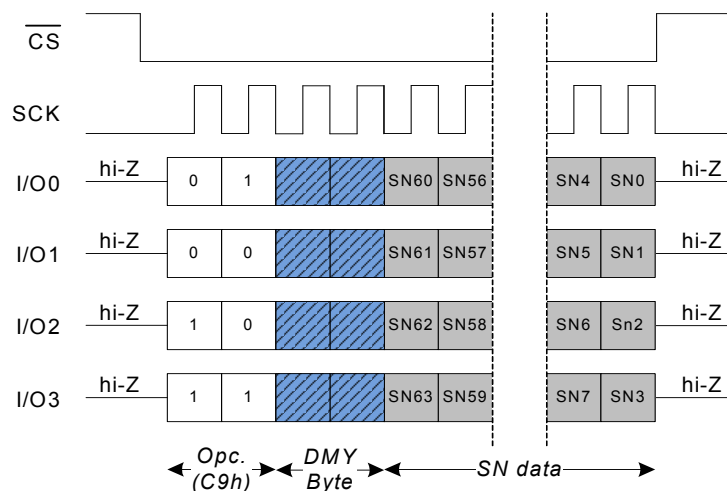 CS
SCK
I/O0 hi-Z 0 1 SN60 SN56 SN4 SN0 hi-Z
I/O1 hi-Z 0 0 SN61 SN57 SN5 SN1 hi-Z
I/O2 hi-Z 1 0 SN62 SN58 SN6 Sn2 hi-Z
I/O3 hi-Z 1 1 SN63 SN59 SN7 SN3 hi-Z
Opc. DMY SN data
(C9h) Byte